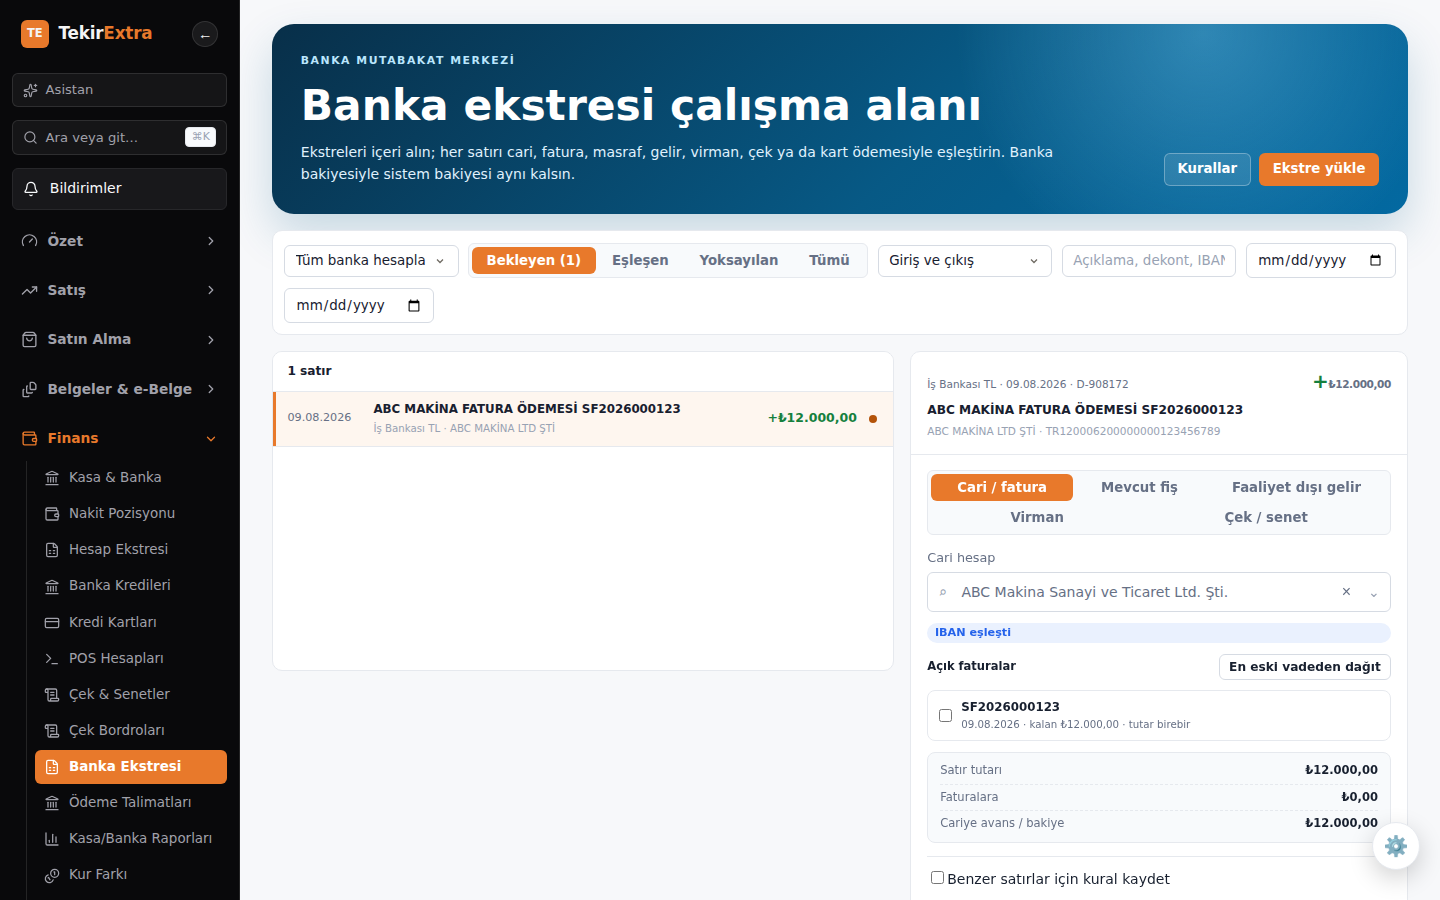 TE TekirExtra ←
Asistan
Ara veya git... ⌘K
Bildirimler
Özet
Satış
Satın Alma
Belgeler & e-Belge
Finans
Kasa & Banka
Nakit Pozisyonu
Hesap Ekstresi
Banka Kredileri
Kredi Kartları
POS Hesapları
Çek & Senetler
Çek Bordroları
Banka Ekstresi
Ödeme Talimatları
Kasa/Banka Raporları
Kur Farkı
BANKA MUTABAKAT MERKEZİ
Banka ekstresi çalışma alanı
Ekstreleri içeri alın; her satırı cari, fatura, masraf, gelir, virman, çek ya da kart ödemesiyle eşleştirin. Banka
bakiyesiyle sistem bakiyesi aynı kalsın.
Kurallar Ekstre yükle
Tüm banka hesapla Bekleyen (1) Eşleşen Yoksayılan Tümü Giriş ve çıkış Açıklama, dekont, IBAN mm/dd/yyyy
mm/dd/yyyy
1 satır
09.08.2026 ABC MAKİNA FATURA ÖDEMESİ SF2026000123 +₺12.000,00
İş Bankası TL · ABC MAKİNA LTD ŞTİ
İş Bankası TL · 09.08.2026 · D-908172 +₺12.000,00
ABC MAKİNA FATURA ÖDEMESİ SF2026000123
ABC MAKİNA LTD ŞTİ · TR120006200000000123456789
Cari / fatura Mevcut fiş Faaliyet dışı gelir
Virman Çek / senet
Cari hesap
ABC Makina Sanayi ve Ticaret Ltd. Şti. ×
IBAN eşleşti
Açık faturalar En eski vadeden dağıt
SF2026000123
09.08.2026 · kalan ₺12.000,00 · tutar birebir
Satır tutarı ₺12.000,00
Faturalara ₺0,00
Cariye avans / bakiye ₺12.000,00
Benzer satırlar için kural kaydet